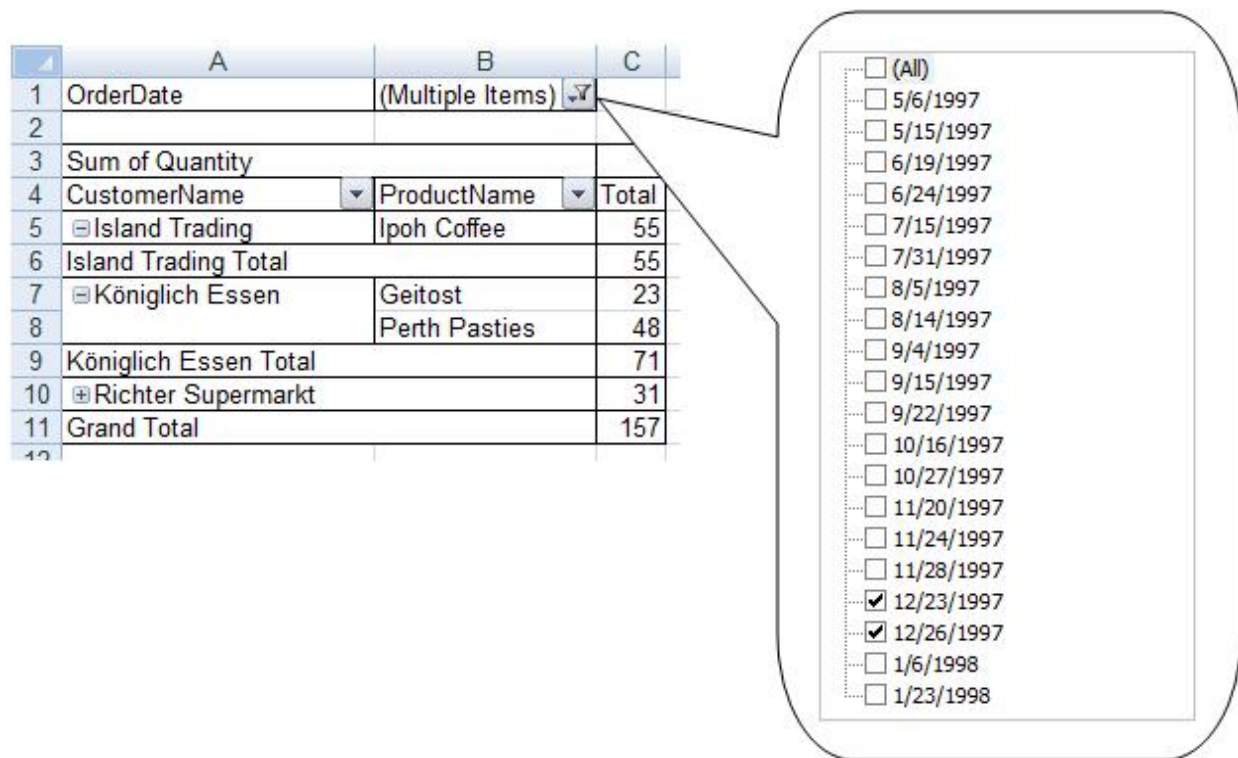 A B C
1 OrderDate (Multiple Items)
2
3 Sum of Quantity
4 CustomerName ProductName Total
5 Island Trading Ipoh Coffee 55
6 Island Trading Total 55
7 Königlich Essen Geitost 23
8 Perth Pasties 48
9 Königlich Essen Total 71
10 Richter Supermarkt 31
11 Grand Total 157
12
(All)
5/6/1997
5/15/1997
6/19/1997
6/24/1997
7/15/1997
7/31/1997
8/5/1997
8/14/1997
9/4/1997
9/15/1997
9/22/1997
10/16/1997
10/27/1997
11/20/1997
11/24/1997
11/28/1997
12/23/1997
12/26/1997
1/6/1998
1/23/1998